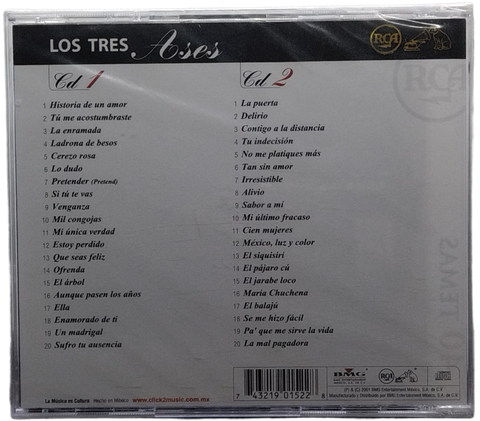 LOS TRES Ases
RCA
Cd 1
1 Historia de un amor
2 Tú me acostumbraste
3 La enramada
4 Ladrona de besos
5 Cerezo rosa
6 Lo dudo
7 Pretender (Pretend)
8 Si tú te vas
9 Venganza
10 Mil congojas
11 Mi única verdad
12 Estoy perdido
13 Que seas feliz
14 Ofrenda
15 El árbol
16 Aunque pasen los años
17 Ella
18 Enamorado de ti
19 Un madrigal
20 Sufro tu ausencia
Cd 2
1 La puerta
2 Delirio
3 Contigo a la distancia
4 Tu indecisión
5 No me platiques más
6 Tan sin amor
7 Irresistible
8 Alivio
9 Sabor a mí
10 Mi último fracaso
11 Cien mujeres
12 México, luz y color
13 El siquisirí
14 El pájaro cú
15 El jarabe loco
16 María Chuchena
17 El balajú
18 Se me hizo fácil
19 Pa' que me sirve la vida
20 La mal pagadora
RCA
TEMAS
La Música es Cultura Hecho en México
www.click2music.com.mx
7 43219 01522
BMG
RCA